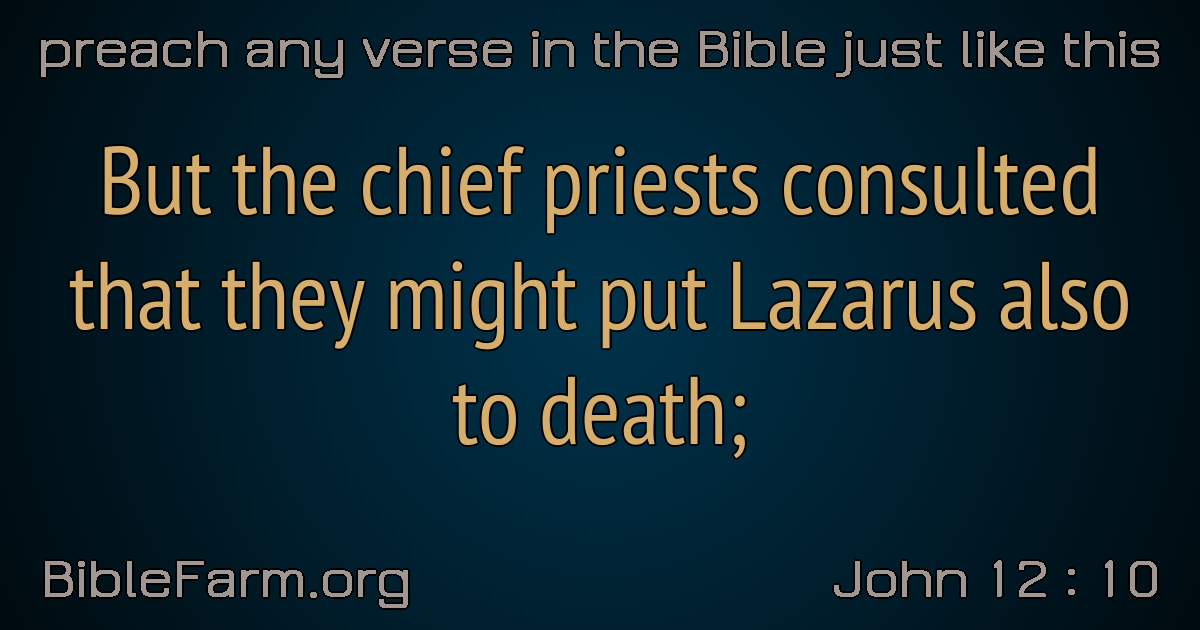 preach any verse in the Bible just like this
But the chief priests consulted
that they might put Lazarus also
to death;
BibleFarm.org
John 12 : 10